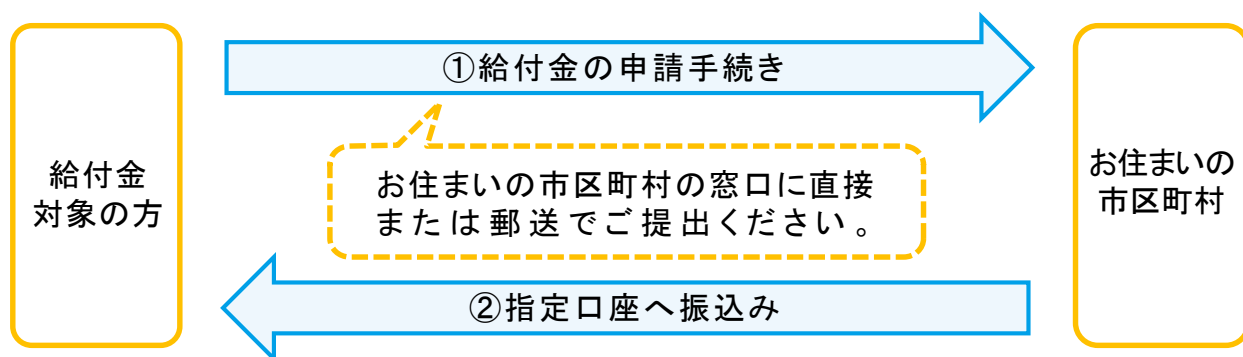 給付金
対象の方
①給付金の申請手続き
お住まいの市区町村の窓口に直接
または郵送でご提出ください。
②指定口座へ振込み
お住まいの
市区町村